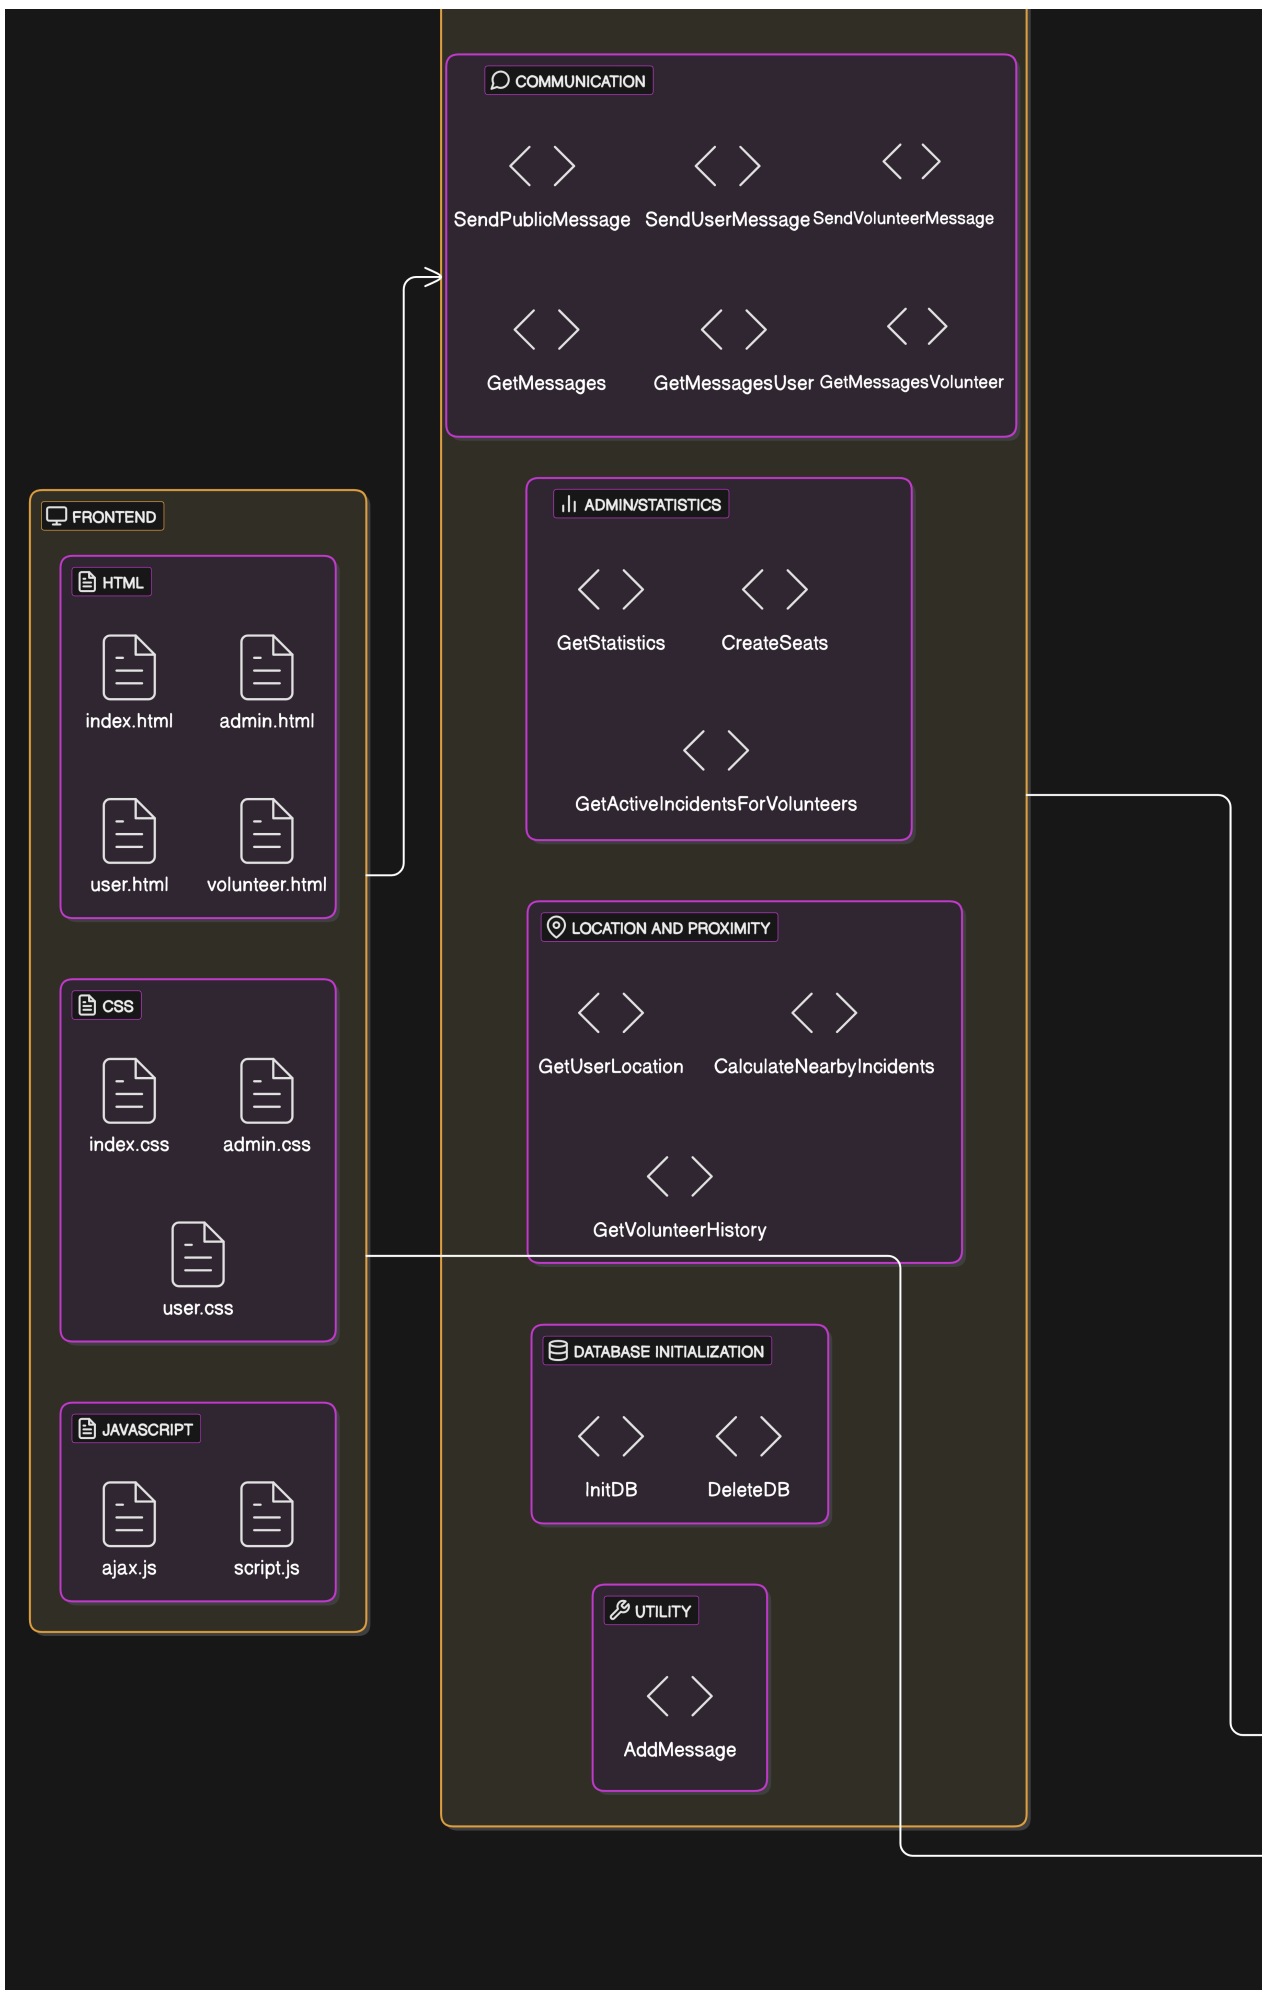 COMMUNICATION
SendPublicMessage SendUserMessage SendVolunteerMessage
GetMessages GetMessagesUser GetMessagesVolunteer
ADMIN/STATISTICS
GetStatistics CreateSeats
GetActiveIncidentsForVolunteers
LOCATION AND PROXIMITY
GetUserLocation CalculateNearbyIncidents
GetVolunteerHistory
DATABASE INITIALIZATION
InitDB DeleteDB
UTILITY
AddMessage
FRONTEND
HTML
index.html admin.html
user.html volunteer.html
CSS
index.css admin.css
user.css
JAVASCRIPT
ajax.js script.js